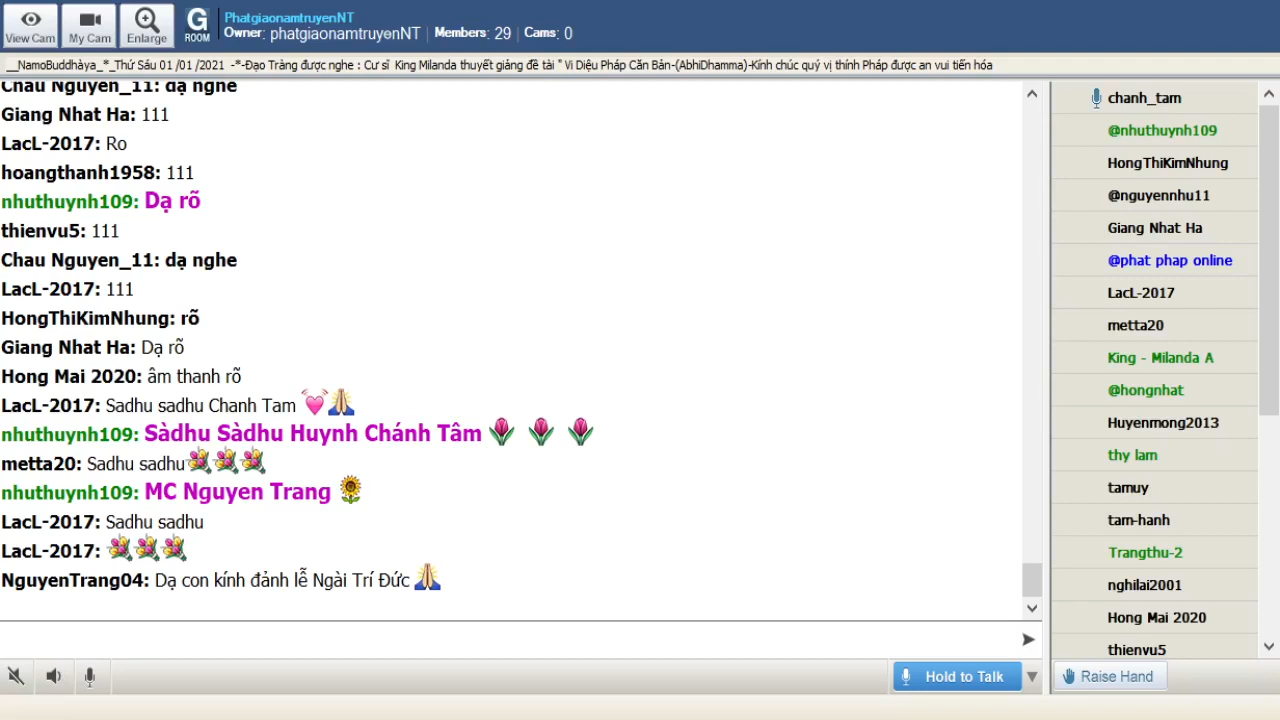 View Cam
My Cam
Enlarge
G
ROOM
PhatgiaonamtruyenNT
Owner: phatgiaonamtruyenNT | Members: 29 | Cams: 0
__NamoBuddhàya_*_Thứ Sáu 01 /01 /2021 -*-Đạo Tràng được nghe : Cư sĩ King Milanda thuyết giảng đề tài " Vi Diệu Pháp Căn Bản-(AbhiDhamma)-Kính chúc quý vị thính Pháp được an vui tiến hóa
Chau Nguyen_11: dạ nghe
Giang Nhat Ha: 111
LacL-2017: Ro
hoangthanh1958: 111
nhuthuynh109: Dạ rõ
thienvu5: 111
Chau Nguyen_11: dạ nghe
LacL-2017: 111
HongThiKimNhung: rõ
Giang Nhat Ha: Dạ rõ
Hong Mai 2020: âm thanh rõ
LacL-2017: Sadhu sadhu Chanh Tam
nhuthuynh109: Sàdhu Sàdhu Huynh Chánh Tâm
metta20: Sadhu sadhu
nhuthuynh109: MC Nguyen Trang
LacL-2017: Sadhu sadhu
LacL-2017:
NguyenTrang04: Dạ con kính đảnh lễ Ngài Trí Đức
chanh_tam
@nhuthuynh109
HongThiKimNhung
@nguyennhu11
Giang Nhat Ha
@phat phap online
LacL-2017
metta20
King - Milanda A
@hongnhat
Huyenmong2013
thy lam
tamuy
tam-hanh
Trangthu-2
nghilai2001
Hong Mai 2020
thienvu5
Hold to Talk
Raise Hand